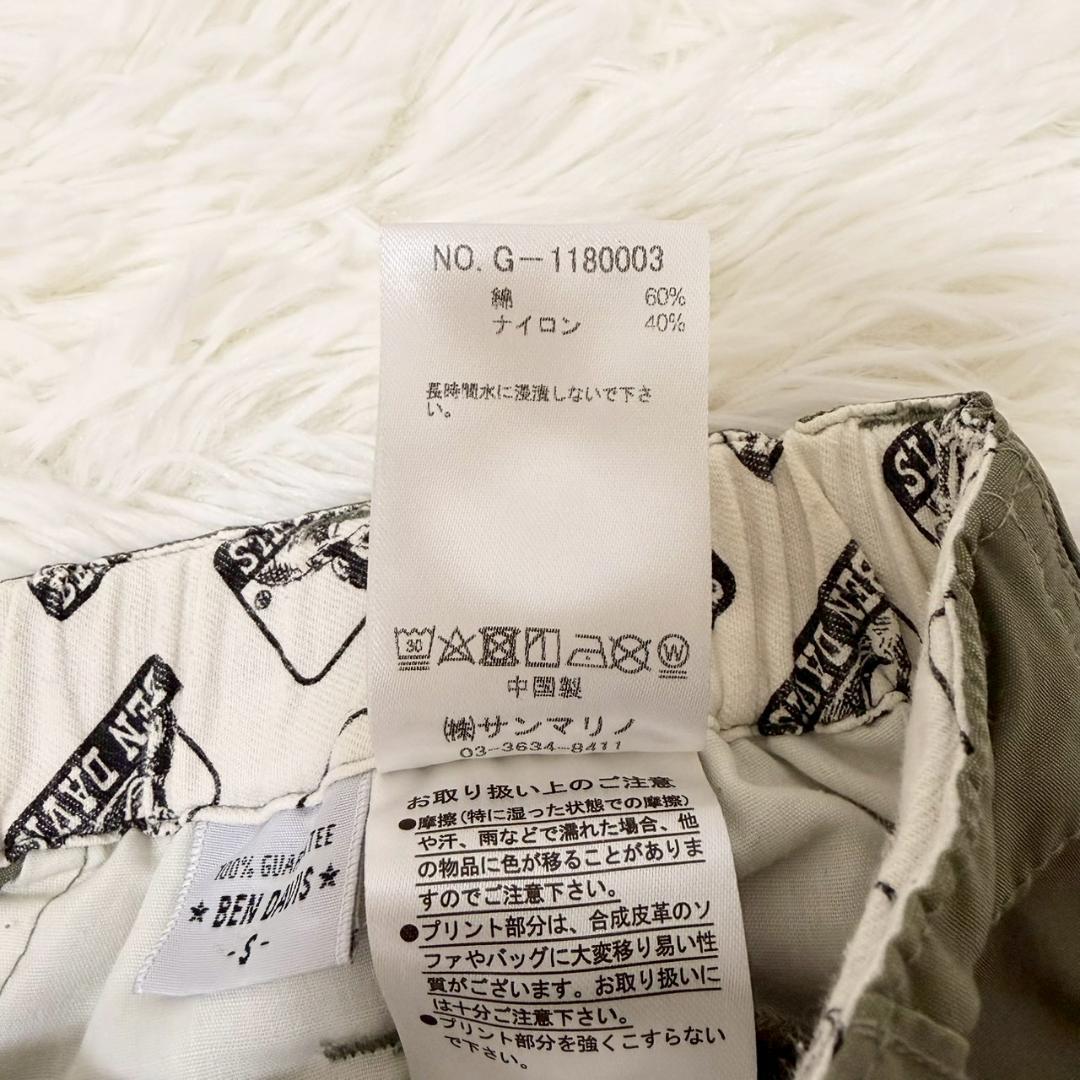 NO. G-1180003
綿 60%
ナイロン 40%
長時間水に浸漬しないで下さ
い。
30
W
中国製
(株)サンマリノ
03-3634-8411
お取り扱い上のご注意
●摩擦(特に湿った状態での摩擦)
や汗、雨などで濡れた場合、他
の物品に色が移ることがありま
すのでご注意下さい。
●プリント部分は、合成皮革のソ
ファやバッグに大変移り易い性
質がございます。お取り扱いに
は十分ご注意下さい。
●プリント部分を強くこすらない
で下さい。
100% GUARANTEE
★BEN DAVIS★
-S-
EN DAV
EN DAVIS